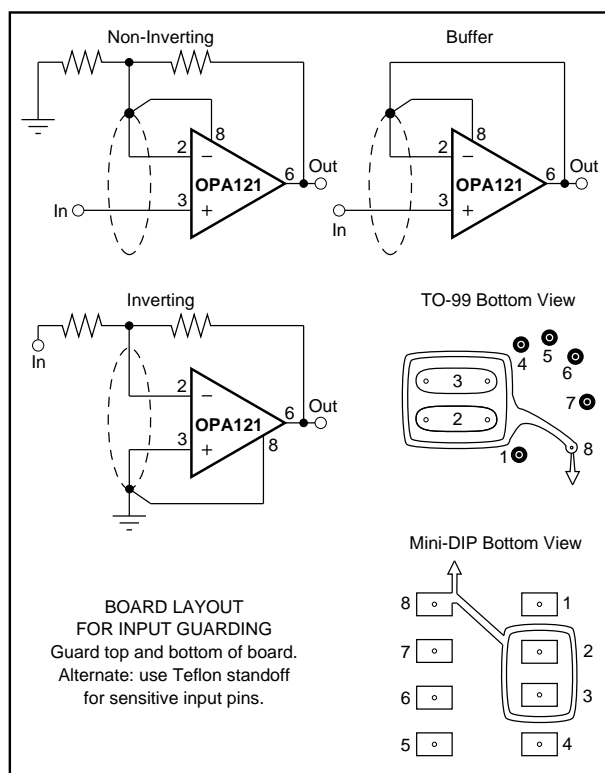 Non-Inverting
8
2
−
OPA121
6
Out
3
+
In
Buffer
8
2
−
OPA121
6
Out
3
+
In
Inverting
In
2
−
OPA121
6
Out
3
+
8
TO-99 Bottom View
4
5
6
7
3
2
1
8
Mini-DIP Bottom View
8
1
7
2
6
3
5
4
BOARD LAYOUT
FOR INPUT GUARDING
Guard top and bottom of board.
Alternate: use Teflon standoff
for sensitive input pins.